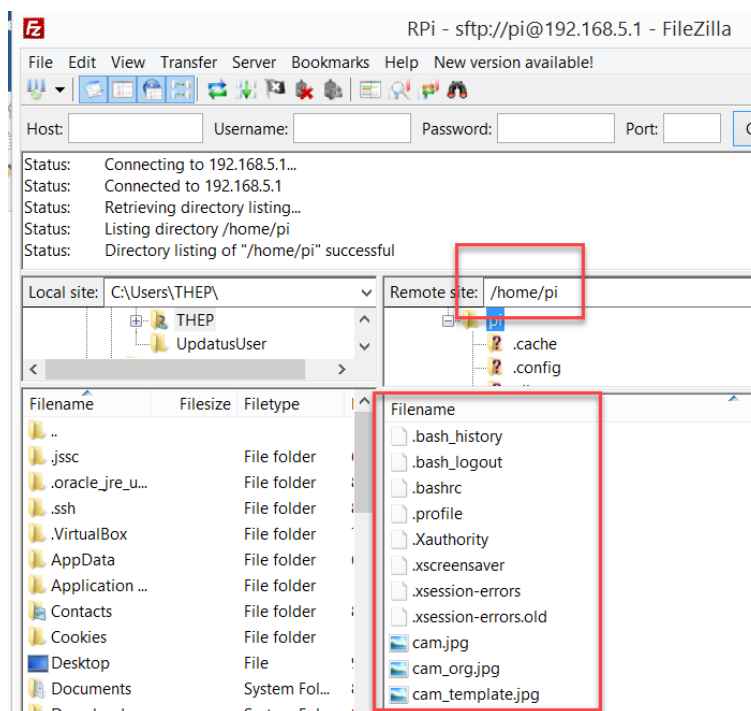 Fz RPi - sftp://pi@192.168.5.1 - FileZilla
File Edit View Transfer Server Bookmarks Help New version available!
Host: Username: Password: Port:
Status: Connecting to 192.168.5.1...
Status: Connected to 192.168.5.1
Status: Retrieving directory listing...
Status: Listing directory /home/pi
Status: Directory listing of "/home/pi" successful
Local site: C:\Users\THEP\
THEP
UpdatusUser
Remote site: /home/pi
pi
.cache
.config
Filename Filesize Filetype
..
.jssc File folder
.oracle_jre_u... File folder
.ssh File folder
.VirtualBox File folder
AppData File folder
Application ... File folder
Contacts File folder
Cookies File folder
Desktop File
Documents System Fol...
Filename
.bash_history
.bash_logout
.bashrc
.profile
.Xauthority
.xscreensaver
.xsession-errors
.xsession-errors.old
cam.jpg
cam_org.jpg
cam_template.jpg